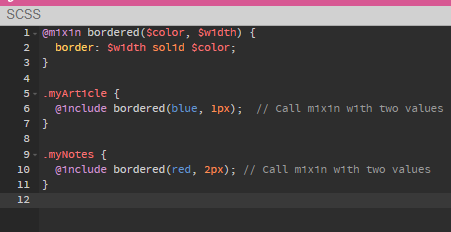 SCSS
1 @mixin bordered($color, $width) {
2   border: $width solid $color;
3 }
4
5 .myArticle {
6   @include bordered(blue, 1px);  // Call mixin with two values
7 }
8
9 .myNotes {
10   @include bordered(red, 2px); // Call mixin with two values
11 }
12